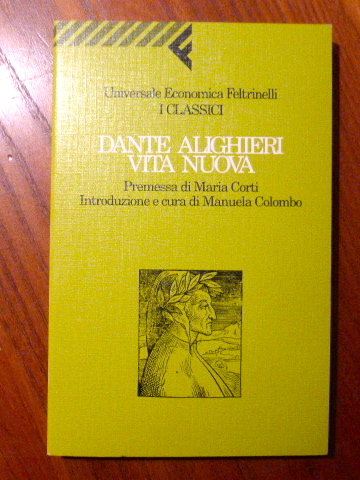 Universale Economica Feltrinelli
I CLASSICI
DANTE ALIGHIERI
VITA NUOVA
Premessa di Maria Corti
Introduzione e cura di Manuela Colombo